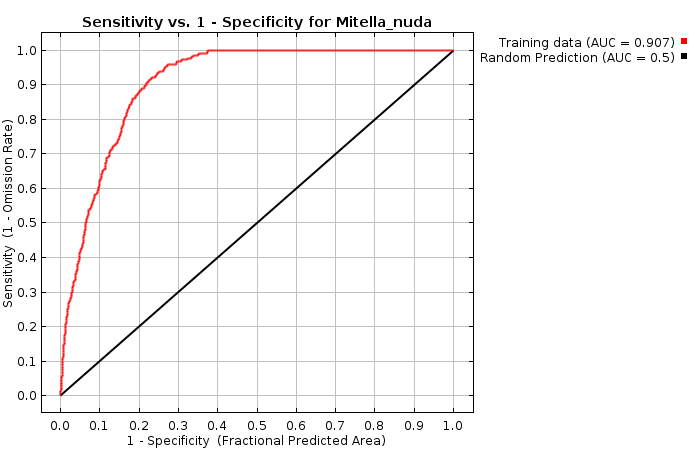 Sensitivity vs. 1 - Specificity for Mitella_nuda
Training data (AUC = 0.907)
Random Prediction (AUC = 0.5)
Sensitivity (1 - Omission Rate)
1.0
0.9
0.8
0.7
0.6
0.5
0.4
0.3
0.2
0.1
0.0
0.0 0.1 0.2 0.3 0.4 0.5 0.6 0.7 0.8 0.9 1.0
1 - Specificity (Fractional Predicted Area)